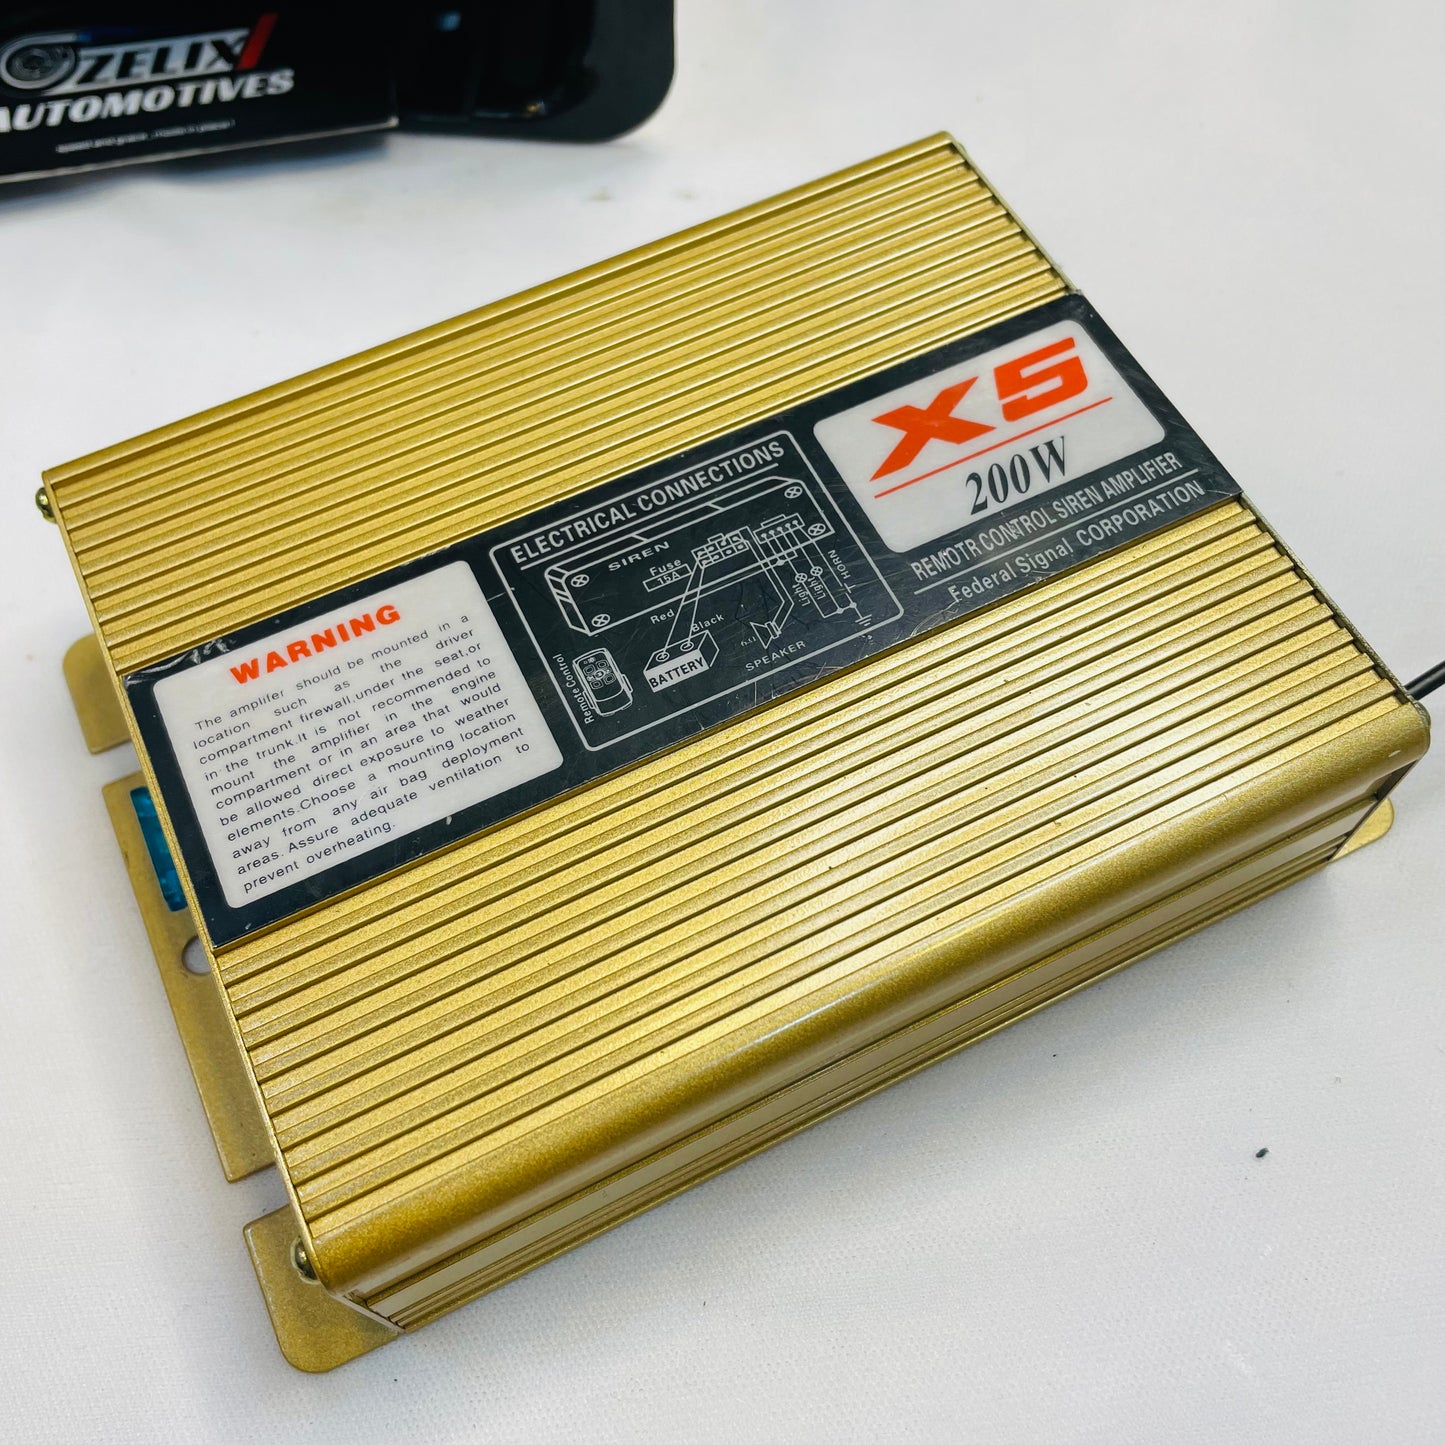 OZELIX
AUTOMOTIVES
X5
200W
REMOTR CONTROL SIREN AMPLIFIER
Federal Signal CORPORATION
ELECTRICAL CONNECTIONS
SIREN
Fuse
15A
Red
Black
BATTERY
SPEAKER
Light
Light
HORN
Remote Control
WARNING
The amplifer should be mounted in a
location such as the driver
compartment firewall,under the seat,or
in the trunk.It is not recommended to
mount the amplifier in the engine
compartment or in an area that would
be allowed direct exposure to weather
elements.Choose a mounting location
away from any air bag deployment
areas. Assure adequate ventilation to
prevent overheating.